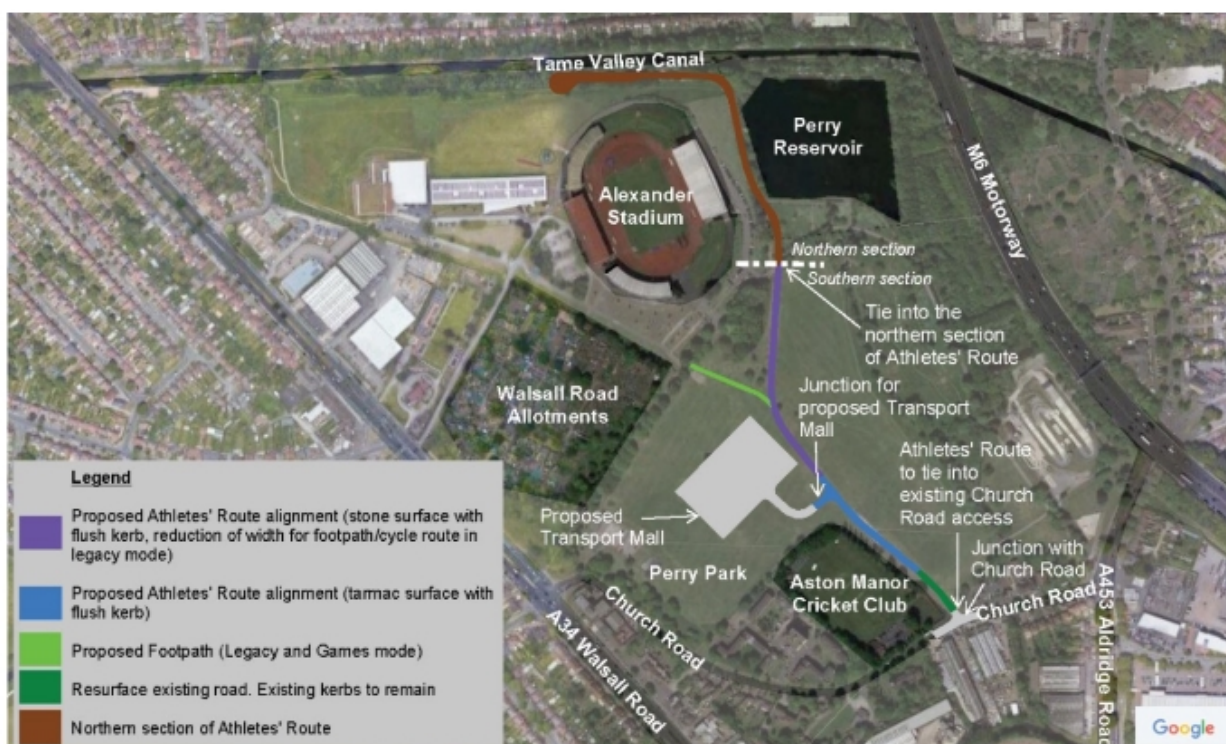 Tame Valley Canal
Perry
Reservoir
M6 Motorway
Alexander
Stadium
Northern section
Southern section
Tie into the
northern section
of Athletes' Route
Walsall Road
Allotments
Junction for
proposed Transport
Mall
Athletes' Route
to tie into
existing Church
Road access
Proposed
Transport Mall
Junction with
Church Road
Perry Park
Aston Manor
Cricket Club
Church Road
Church Road
A34 Walsall Road
A453 Aldridge Road
Legend
Proposed Athletes' Route alignment (stone surface with
flush kerb, reduction of width for footpath/cycle route in
legacy mode)
Proposed Athletes' Route alignment (tarmac surface with
flush kerb)
Proposed Footpath (Legacy and Games mode)
Resurface existing road. Existing kerbs to remain
Northern section of Athletes' Route
Google